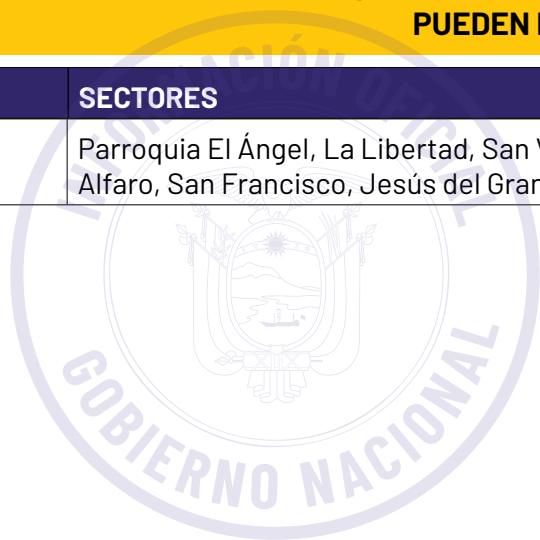 PUEDEN
SECTORES
Parroquia El Ángel, La Libertad, San
Alfaro, San Francisco, Jesús del Gran
INFORMACIÓN OFICIAL
GOBIERNO NACIONAL